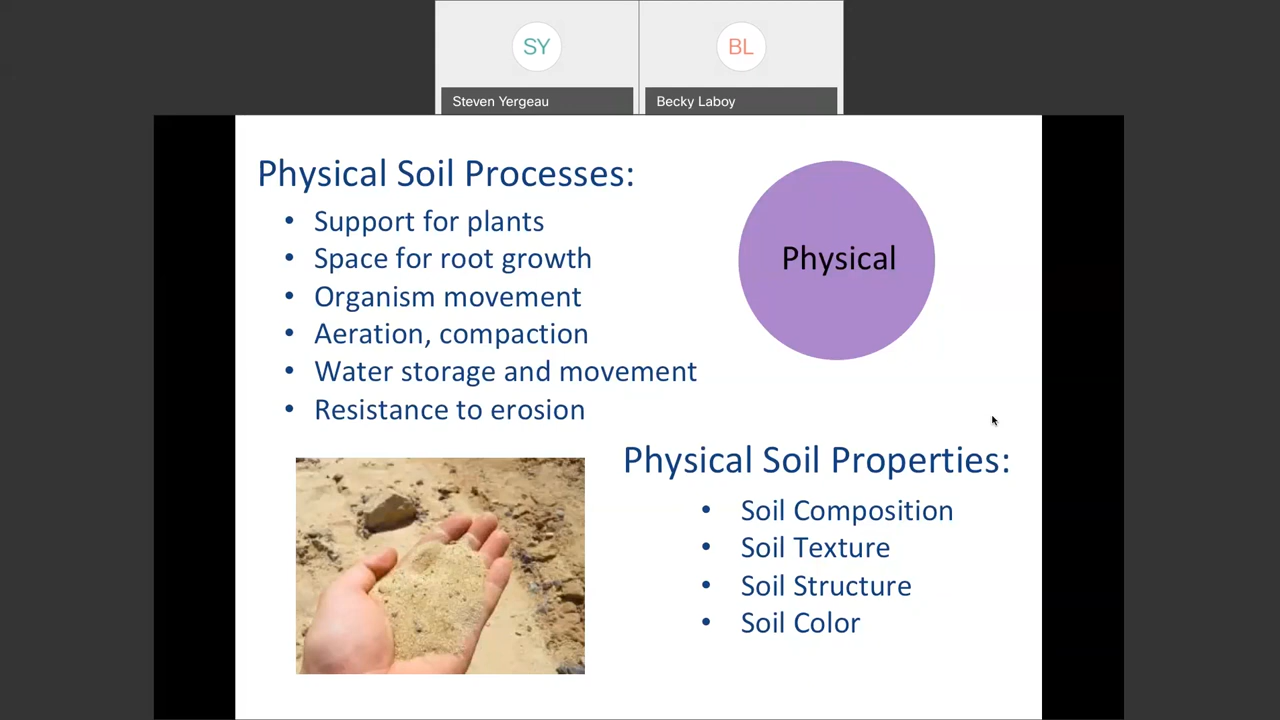 SY
BL
Steven Yergeau
Becky Laboy
Physical Soil Processes:
• Support for plants
• Space for root growth
• Organism movement
• Aeration, compaction
• Water storage and movement
• Resistance to erosion
Physical
Physical Soil Properties:
• Soil Composition
• Soil Texture
• Soil Structure
• Soil Color